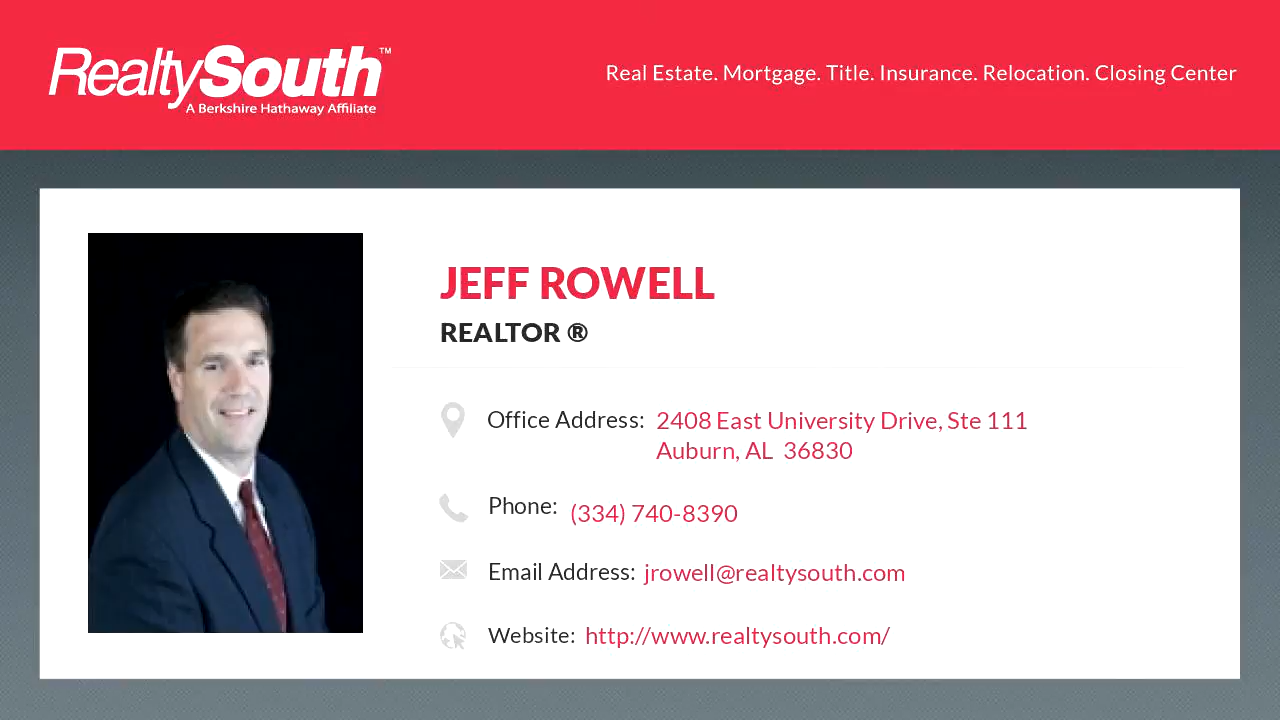 RealtySouth™
A Berkshire Hathaway Affiliate
Real Estate. Mortgage. Title. Insurance. Relocation. Closing Center
JEFF ROWELL
REALTOR ®
Office Address: 2408 East University Drive, Ste 111
Auburn, AL 36830
Phone: (334) 740-8390
Email Address: jrowell@realtysouth.com
Website: http://www.realtysouth.com/